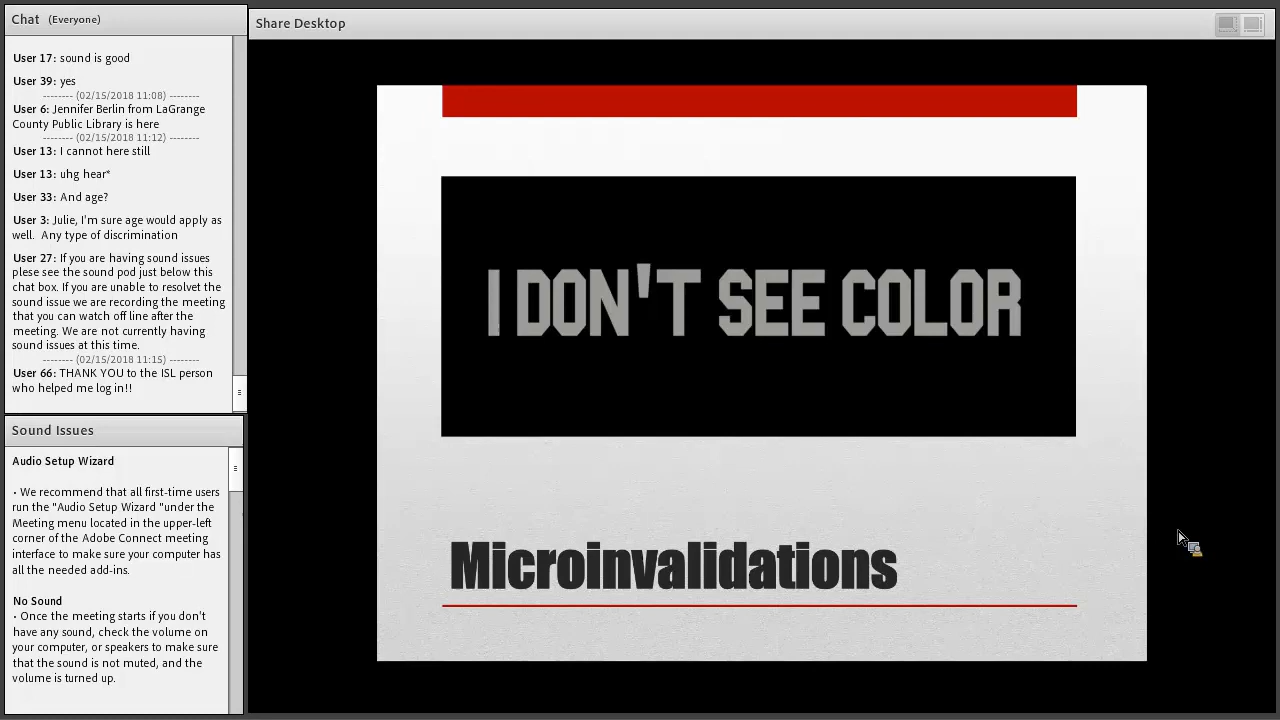 Chat (Everyone)
User 17: sound is good
User 39: yes
-------- (02/15/2018 11:08) --------
User 6: Jennifer Berlin from LaGrange
County Public Library is here
-------- (02/15/2018 11:12) --------
User 13: I cannot here still
User 13: uhg hear*
User 33: And age?
User 3: Julie, I'm sure age would apply as
well.  Any type of discrimination
User 27: If you are having sound issues
plese see the sound pod just below this
chat box. If you are unable to resolvet the
sound issue we are recording the meeting
that you can watch off line after the
meeting. We are not currently having
sound issues at this time.
-------- (02/15/2018 11:15) --------
User 66: THANK YOU to the ISL person
who helped me log in!!
Sound Issues
Audio Setup Wizard
• We recommend that all first-time users
run the "Audio Setup Wizard "under the
Meeting menu located in the upper-left
corner of the Adobe Connect meeting
interface to make sure your computer has
all the needed add-ins.
No Sound
• Once the meeting starts if you don't
have any sound, check the volume on
your computer, or speakers to make sure
that the sound is not muted, and the
volume is turned up.
Share Desktop
I DON'T SEE COLOR
Microinvalidations